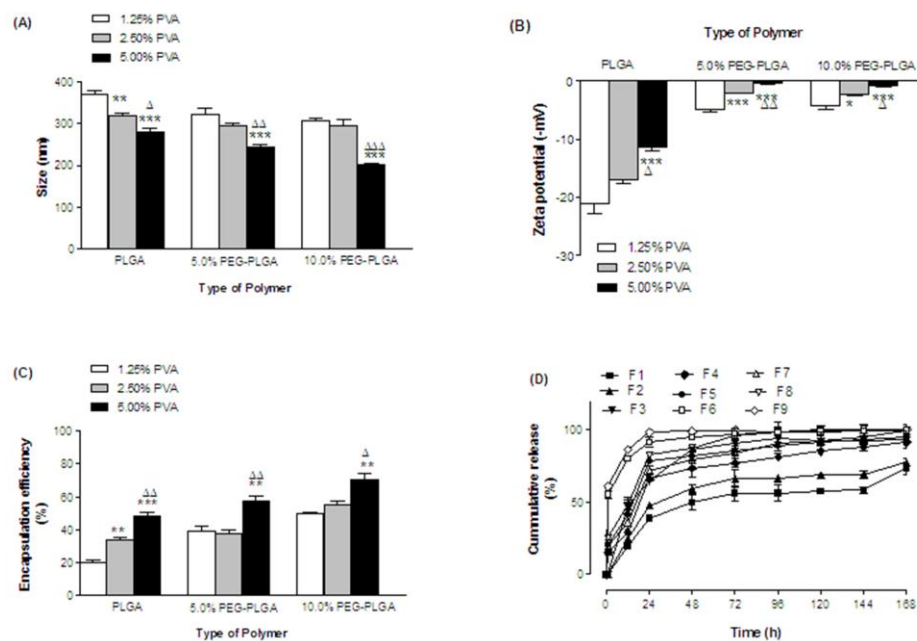 (A)
1.25% PVA
2.50% PVA
5.00% PVA
400
300
200
100
0
Size (nm)
**
Δ
***
ΔΔ
***
ΔΔΔ
***
PLGA
5.0% PEG-PLGA
10.0% PEG-PLGA
Type of Polymer
(B)
Type of Polymer
PLGA
5.0% PEG-PLGA
10.0% PEG-PLGA
0
-10
-20
-30
Zeta potential (-mV)
***
Δ
***
***
ΔΔ
*
***
Δ
1.25% PVA
2.50% PVA
5.00% PVA
(C)
1.25% PVA
2.50% PVA
5.00% PVA
100
80
60
40
20
0
Encapsulation efficiency
(%)
**
ΔΔ
***
ΔΔ
**
Δ
**
PLGA
5.0% PEG-PLGA
10.0% PEG-PLGA
Type of Polymer
(D)
F1
F2
F3
F4
F5
F6
F7
F8
F9
100
50
0
Cummulative release
(%)
0 24 48 72 96 120 144 168
Time (h)